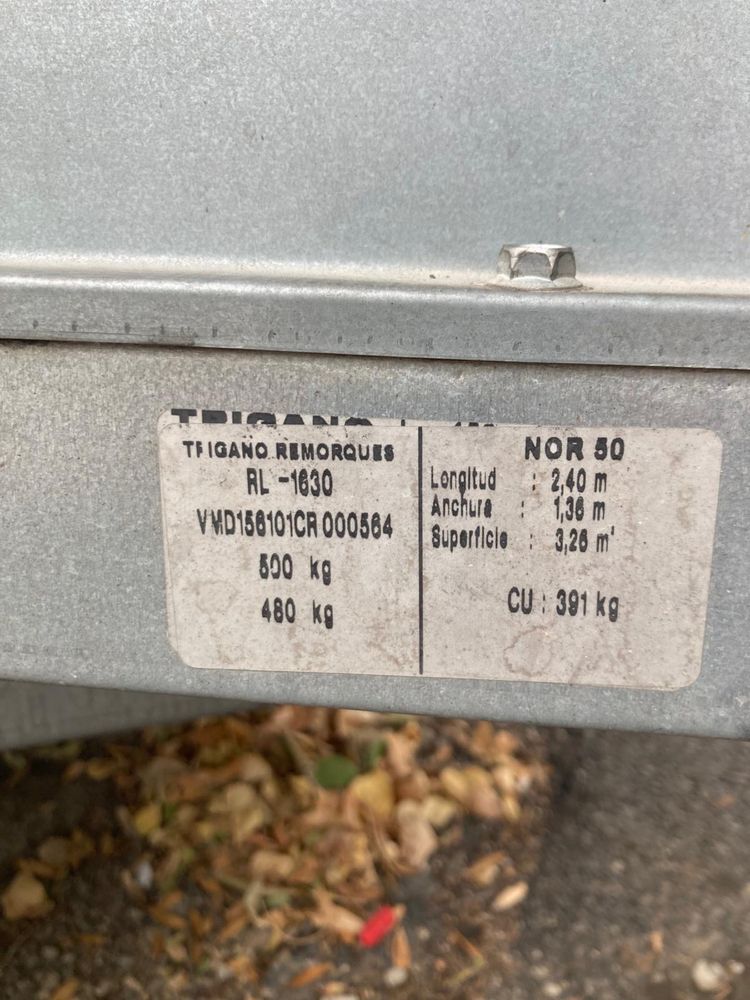 TRIGANO
TRIGANO REMORQUES
RL -1630
VMD156101CR000564
500 kg
480 kg
NOR 50
Longitud : 2,40 m
Anchura : 1,36 m
Superficie : 3,26 m²
CU : 391 kg